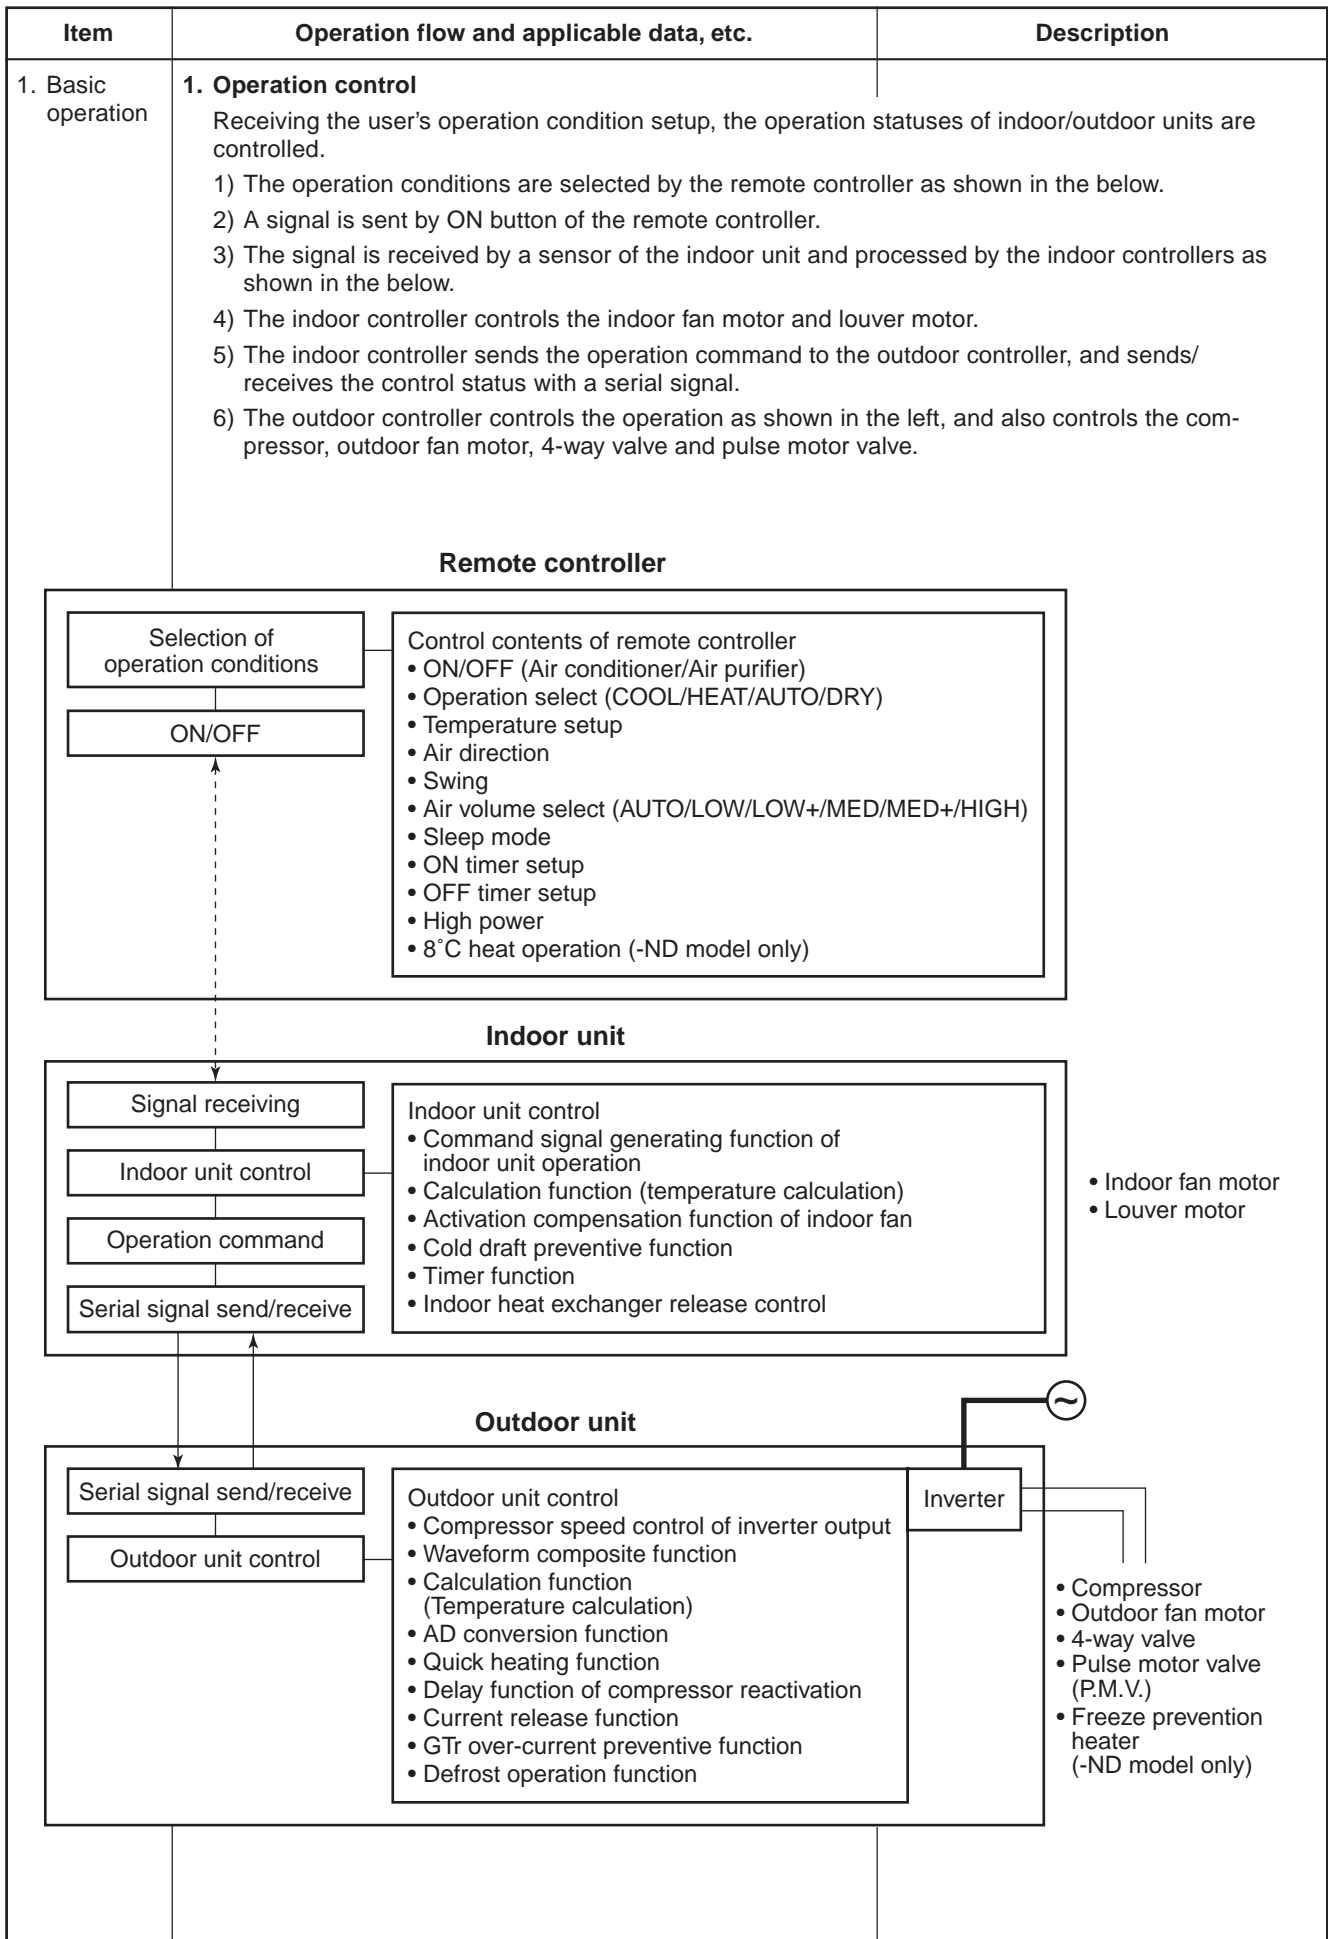 Item
Operation flow and applicable data, etc.
Description
1. Basic
operation
1. Operation control
Receiving the user's operation condition setup, the operation statuses of indoor/outdoor units are
controlled.
1) The operation conditions are selected by the remote controller as shown in the below.
2) A signal is sent by ON button of the remote controller.
3) The signal is received by a sensor of the indoor unit and processed by the indoor controllers as
shown in the below.
4) The indoor controller controls the indoor fan motor and louver motor.
5) The indoor controller sends the operation command to the outdoor controller, and sends/
receives the control status with a serial signal.
6) The outdoor controller controls the operation as shown in the left, and also controls the com-
pressor, outdoor fan motor, 4-way valve and pulse motor valve.
Remote controller
Selection of
operation conditions
ON/OFF
Control contents of remote controller
• ON/OFF (Air conditioner/Air purifier)
• Operation select (COOL/HEAT/AUTO/DRY)
• Temperature setup
• Air direction
• Swing
• Air volume select (AUTO/LOW/LOW+/MED/MED+/HIGH)
• Sleep mode
• ON timer setup
• OFF timer setup
• High power
• 8˚C heat operation (-ND model only)
Indoor unit
Signal receiving
Indoor unit control
Operation command
Serial signal send/receive
Indoor unit control
• Command signal generating function of
indoor unit operation
• Calculation function (temperature calculation)
• Activation compensation function of indoor fan
• Cold draft preventive function
• Timer function
• Indoor heat exchanger release control
• Indoor fan motor
• Louver motor
~
Outdoor unit
Serial signal send/receive
Outdoor unit control
Outdoor unit control
• Compressor speed control of inverter output
• Waveform composite function
• Calculation function
(Temperature calculation)
• AD conversion function
• Quick heating function
• Delay function of compressor reactivation
• Current release function
• GTr over-current preventive function
• Defrost operation function
Inverter
• Compressor
• Outdoor fan motor
• 4-way valve
• Pulse motor valve
(P.M.V.)
• Freeze prevention
heater
(-ND model only)